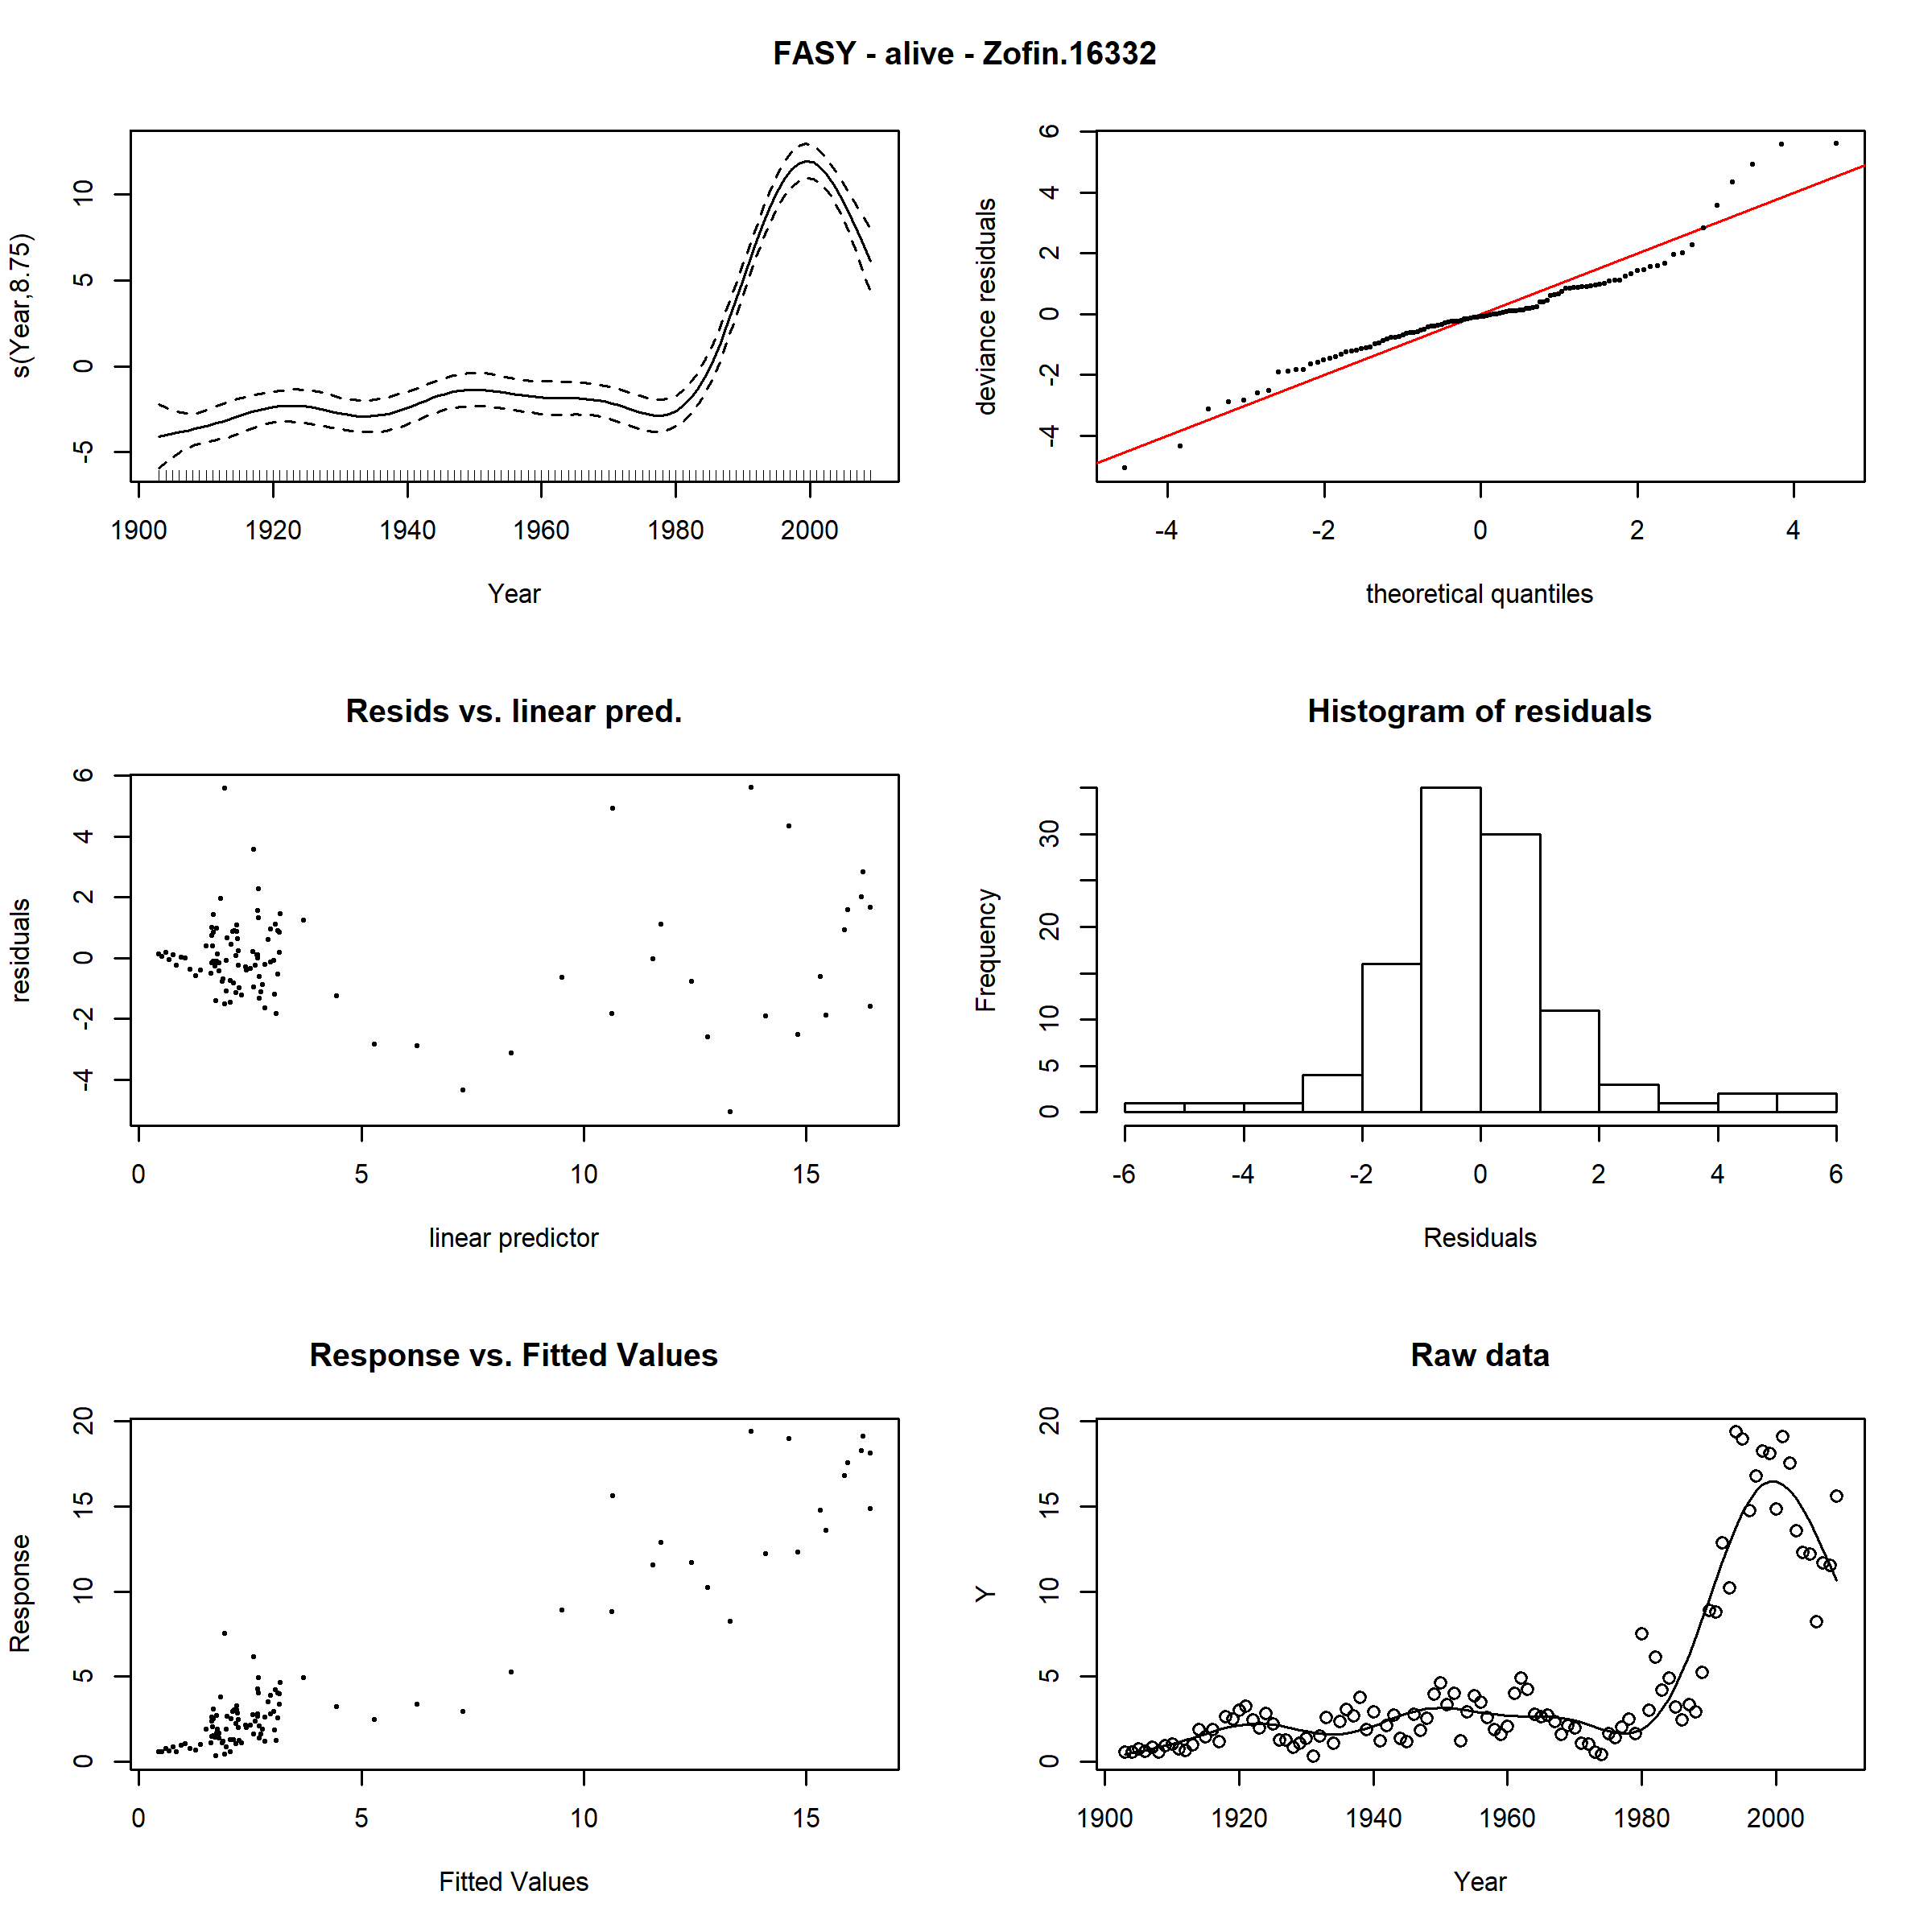 FASY - alive - Zofin.16332
s(Year,8.75)
10
5
0
-5
1900 1920 1940 1960 1980 2000
Year
deviance residuals
6
4
2
0
-2
-4
-4 -2 0 2 4
theoretical quantiles
Resids vs. linear pred.
residuals
6
4
2
0
-2
-4
0 5 10 15
linear predictor
Histogram of residuals
Frequency
30
20
10
5
0
-6 -4 -2 0 2 4 6
Residuals
Response vs. Fitted Values
Response
20
15
10
5
0
0 5 10 15
Fitted Values
Raw data
Y
20
15
10
5
0
1900 1920 1940 1960 1980 2000
Year